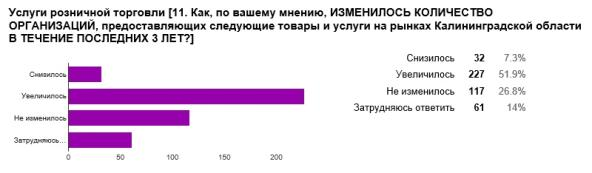 Услуги розничной торговли [11. Как, по вашему мнению, ИЗМЕНИЛОСЬ КОЛИЧЕСТВО
ОРГАНИЗАЦИЙ, предоставляющих следующие товары и услуги на рынках Калининградской области
В ТЕЧЕНИЕ ПОСЛЕДНИХ 3 ЛЕТ?]
Снизилось
Увеличилось
Не изменилось
Затрудняюсь…
0 50 100 150 200
Снизилось 32 7.3%
Увеличилось 227 51.9%
Не изменилось 117 26.8%
Затрудняюсь ответить 61 14%